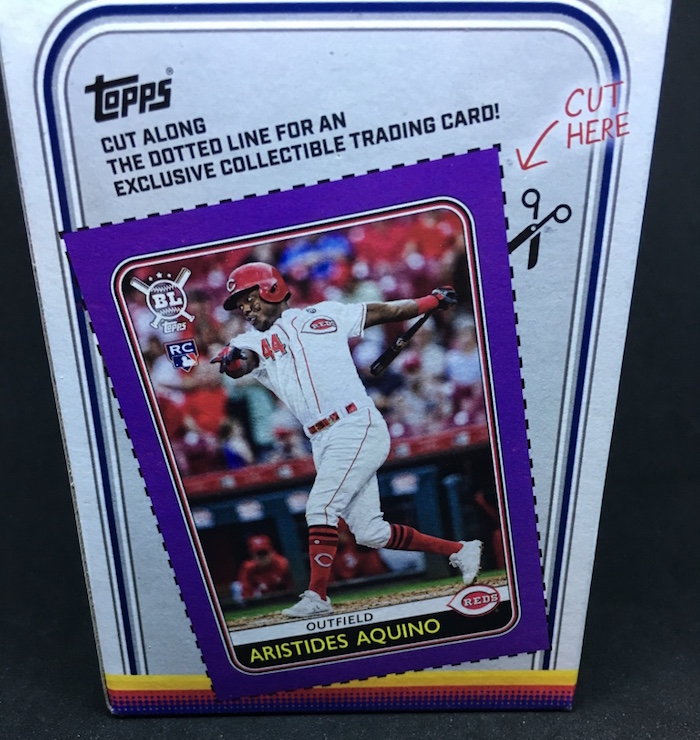 Topps®
CUT ALONG
THE DOTTED LINE FOR AN
EXCLUSIVE COLLECTIBLE TRADING CARD!
CUT
HERE
BL
Topps
RC
44
REDS
OUTFIELD
ARISTIDES AQUINO
REDS